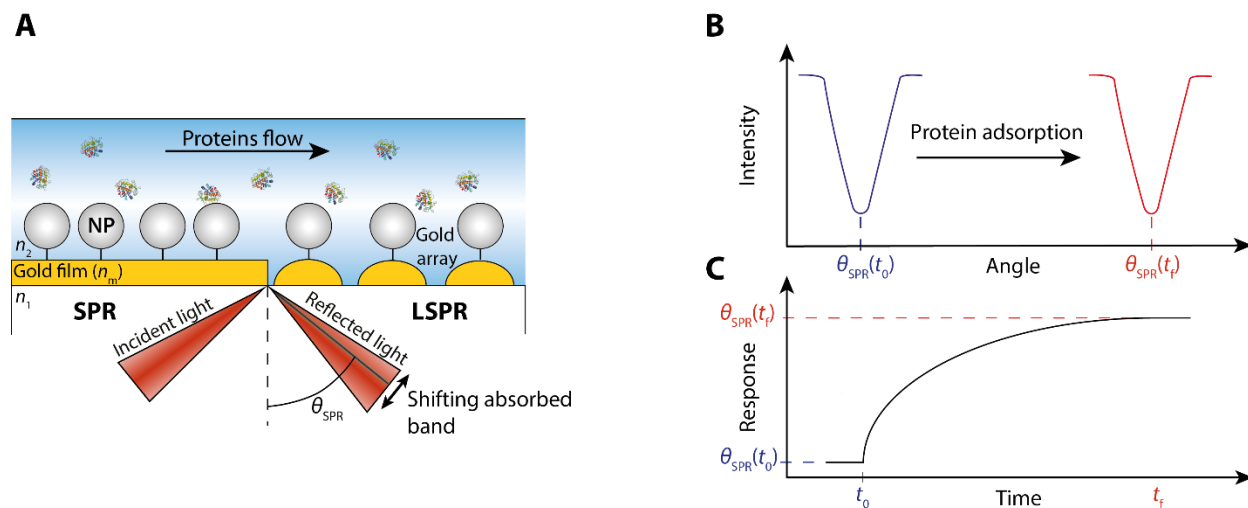 A
Proteins flow
NP
Gold
array
n₂
Gold film (nₘ)
n₁
SPR
LSPR
Incident light
Reflected light
θSPR
Shifting absorbed
band
B
Intensity
Protein adsorption
θSPR(t₀)
Angle
θSPR(tf)
C
θSPR(tf)
Response
θSPR(t₀)
t₀
Time
tf